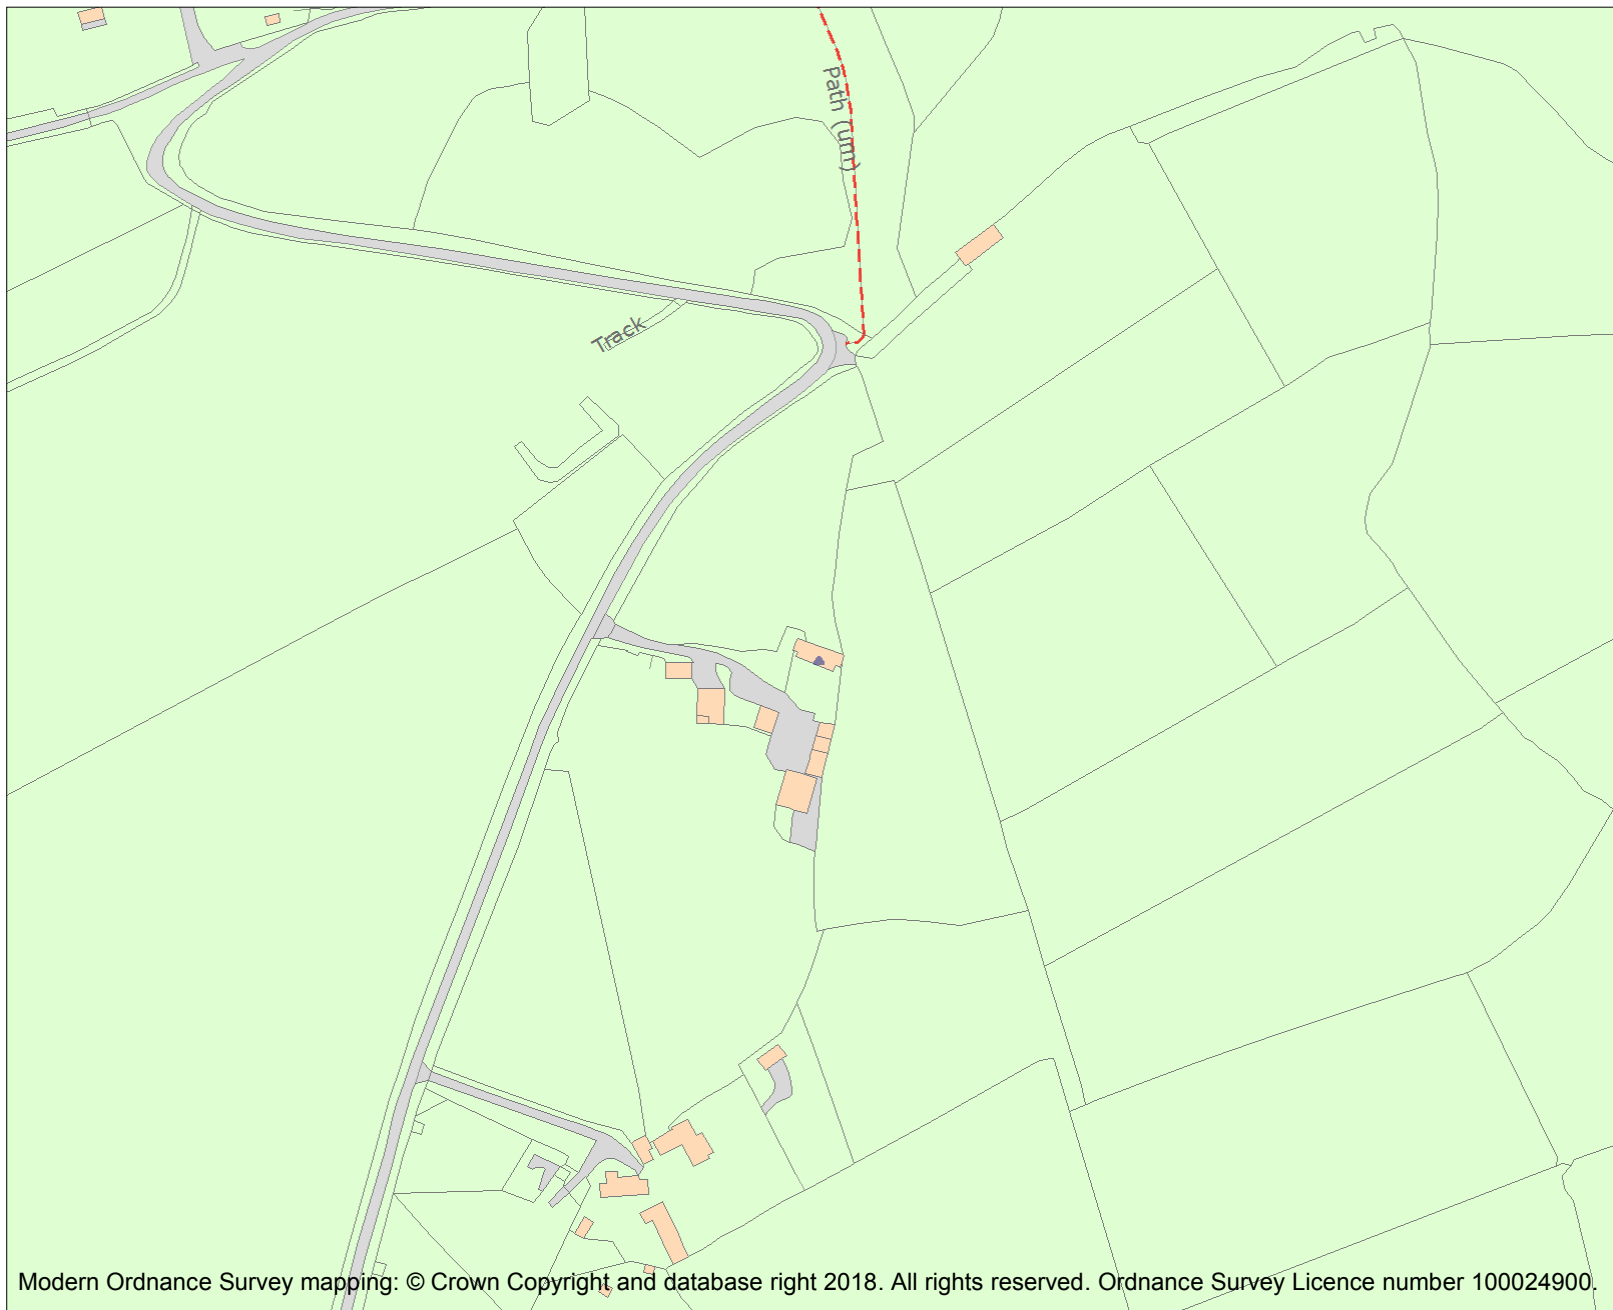 Path (um)
Track
Modern Ordnance Survey mapping: © Crown Copyright and database right 2018. All rights reserved. Ordnance Survey Licence number 100024900.